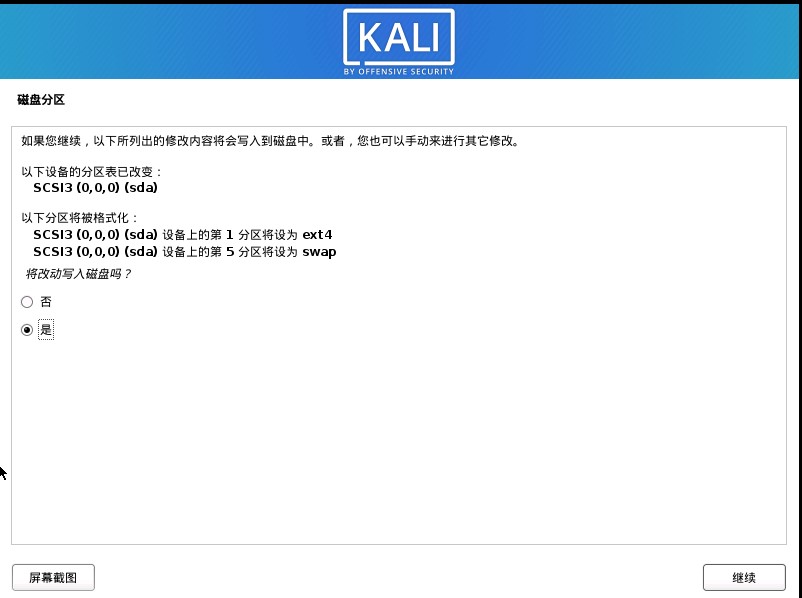 KALI
BY OFFENSIVE SECURITY
磁盘分区
如果您继续，以下所列出的修改内容将会写入到磁盘中。或者，您也可以手动来进行其它修改。
以下设备的分区表已改变：
SCSI3 (0,0,0) (sda)
以下分区将被格式化：
SCSI3 (0,0,0) (sda) 设备上的第 1 分区将设为 ext4
SCSI3 (0,0,0) (sda) 设备上的第 5 分区将设为 swap
将改动写入磁盘吗？
否
是
屏幕截图
继续